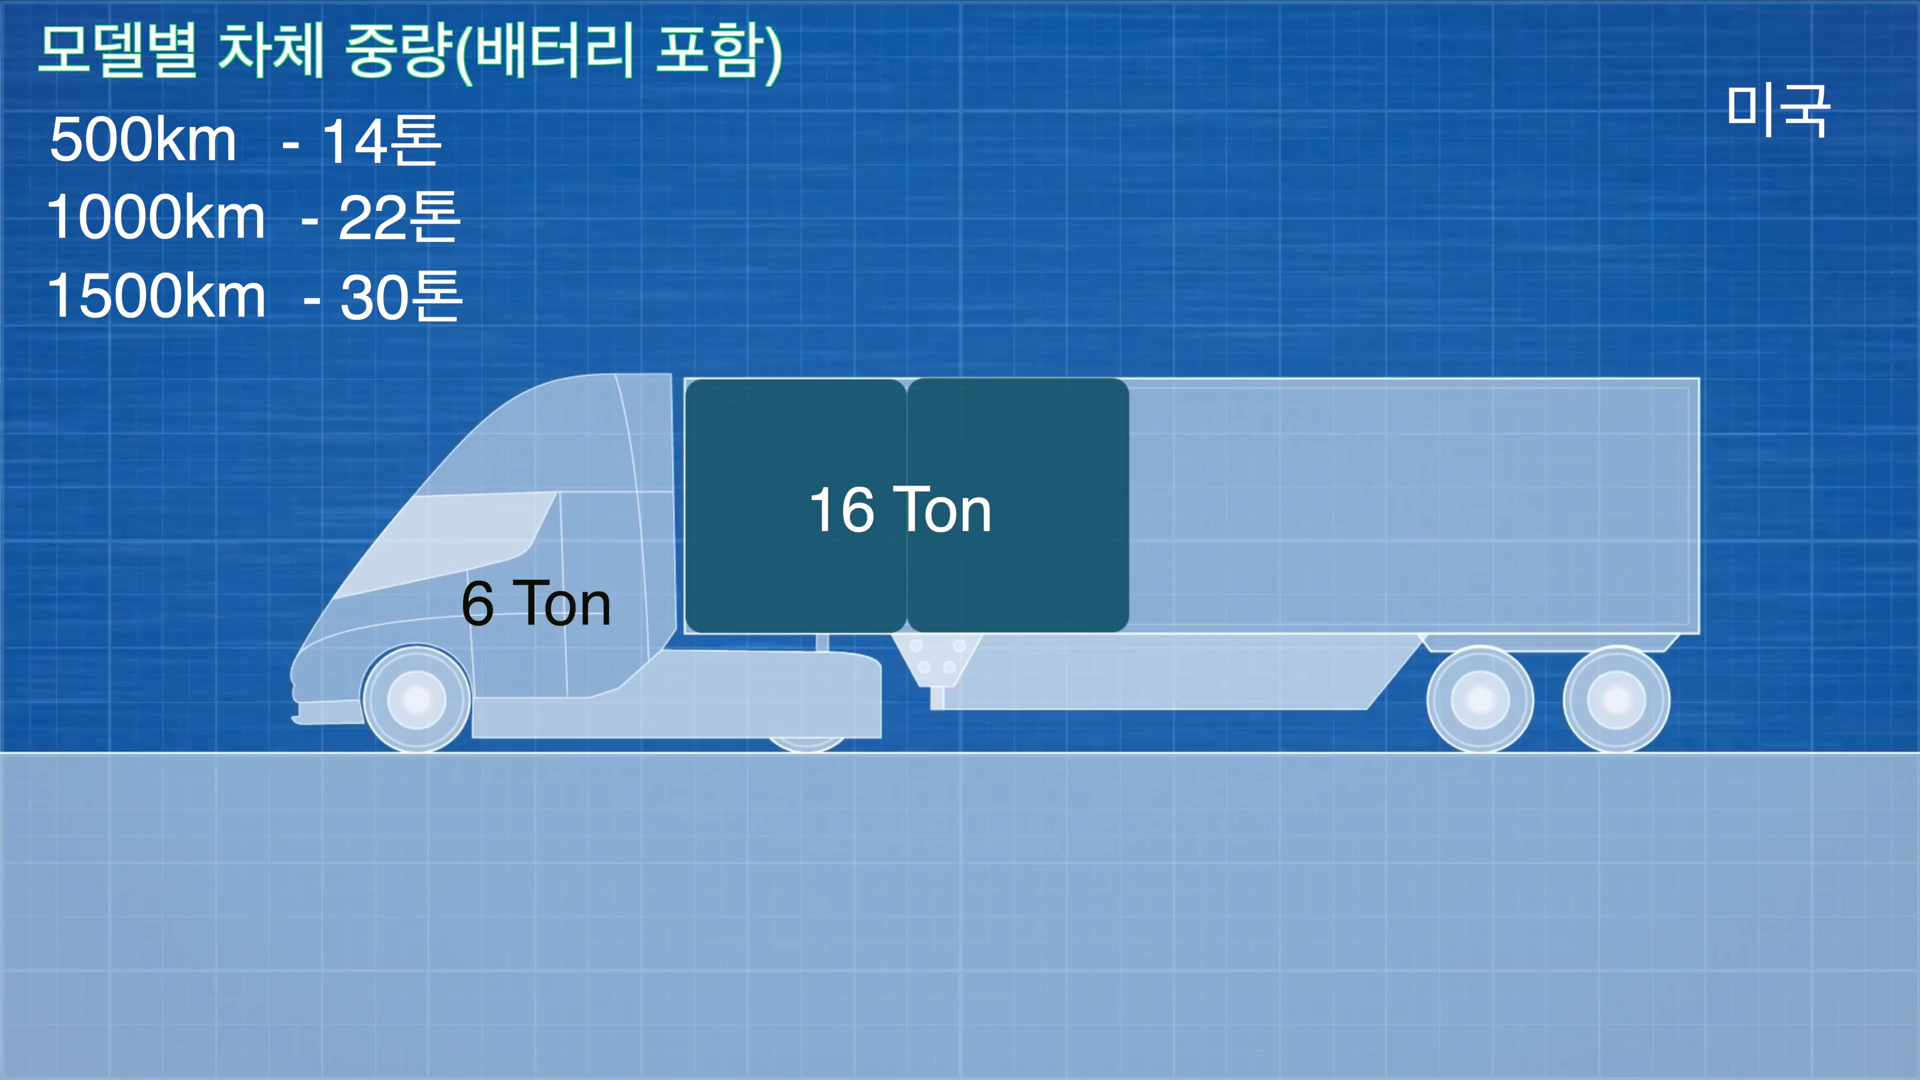 모델별 차체 중량(배터리 포함)
미국
500km - 14톤
1000km - 22톤
1500km - 30톤
16 Ton
6 Ton